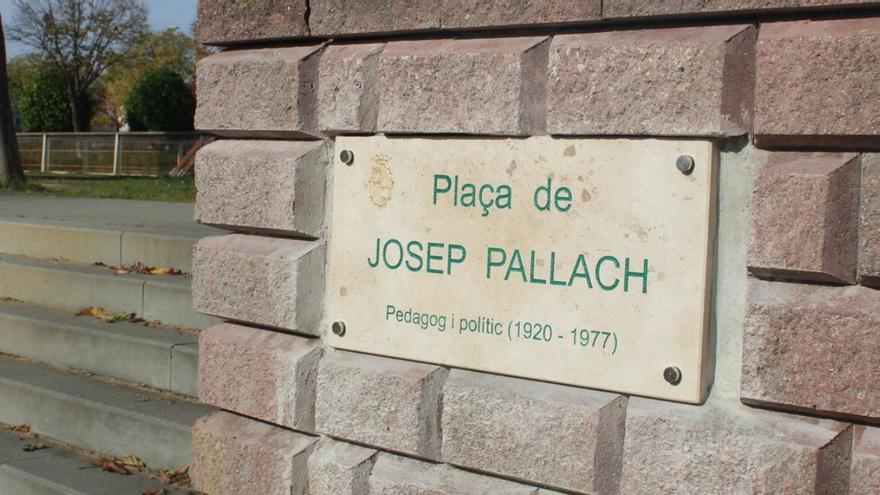 Plaça de
JOSEP PALLACH
Pedagog i polític (1920 - 1977)